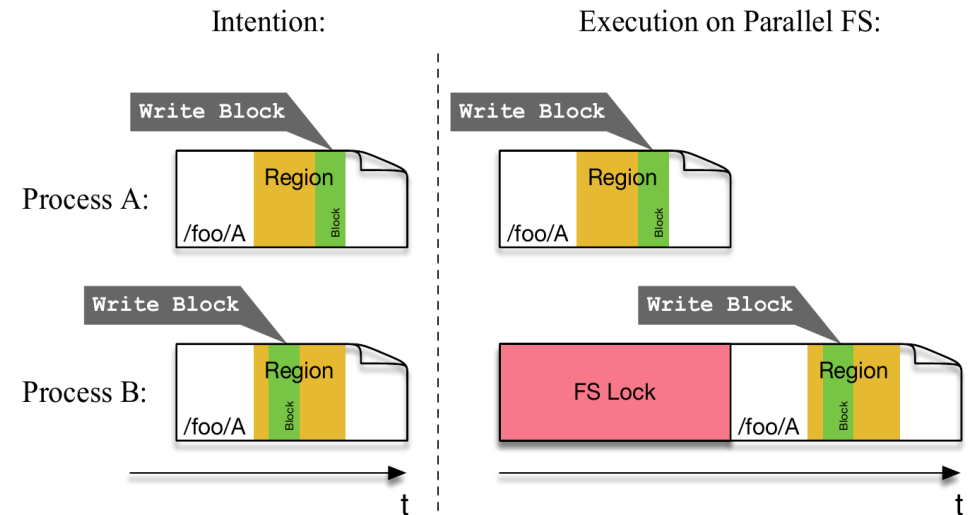 Intention:
Execution on Parallel FS:
Write Block
Write Block
Process A:
Region
Block
/foo/A
Region
Block
/foo/A
Write Block
Write Block
Process B:
Region
Block
/foo/A
FS Lock
Region
Block
/foo/A
t
t